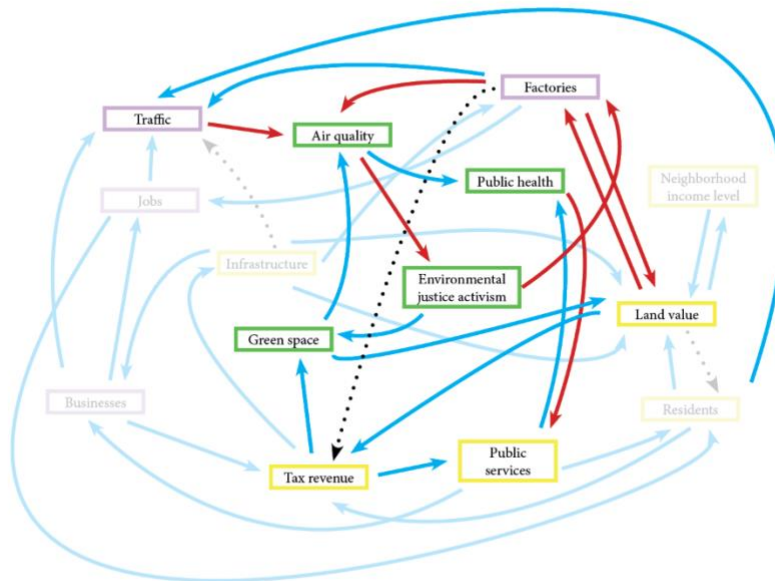 Factories
Traffic
Air quality
Public health
Neighborhood
income level
Jobs
Infrastructure
Environmental
justice activism
Land value
Green space
Businesses
Residents
Public
services
Tax revenue